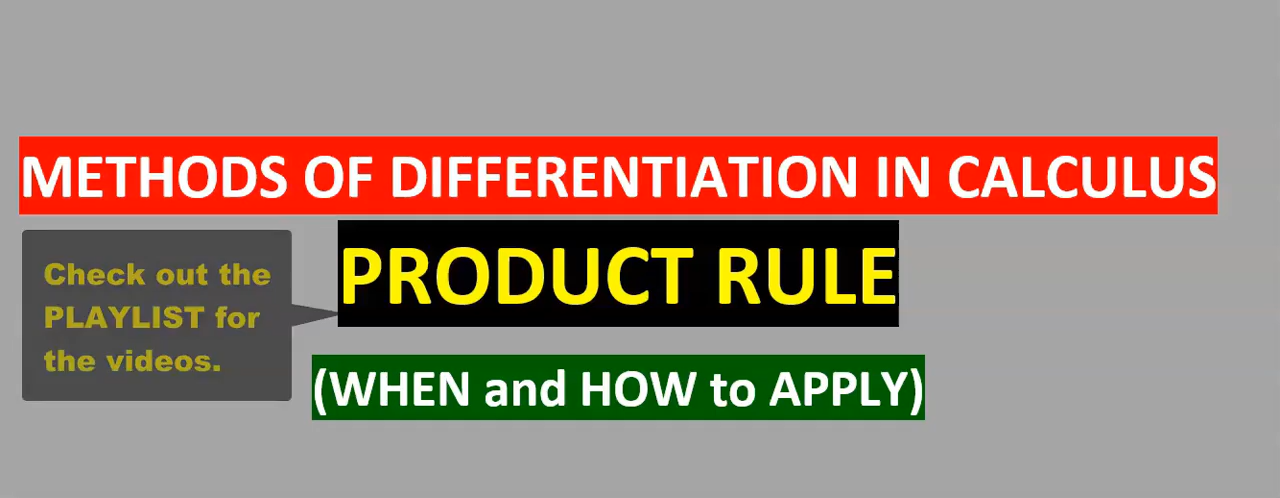 METHODS OF DIFFERENTIATION IN CALCULUS
PRODUCT RULE
(WHEN and HOW to APPLY)
Check out the
PLAYLIST for
the videos.